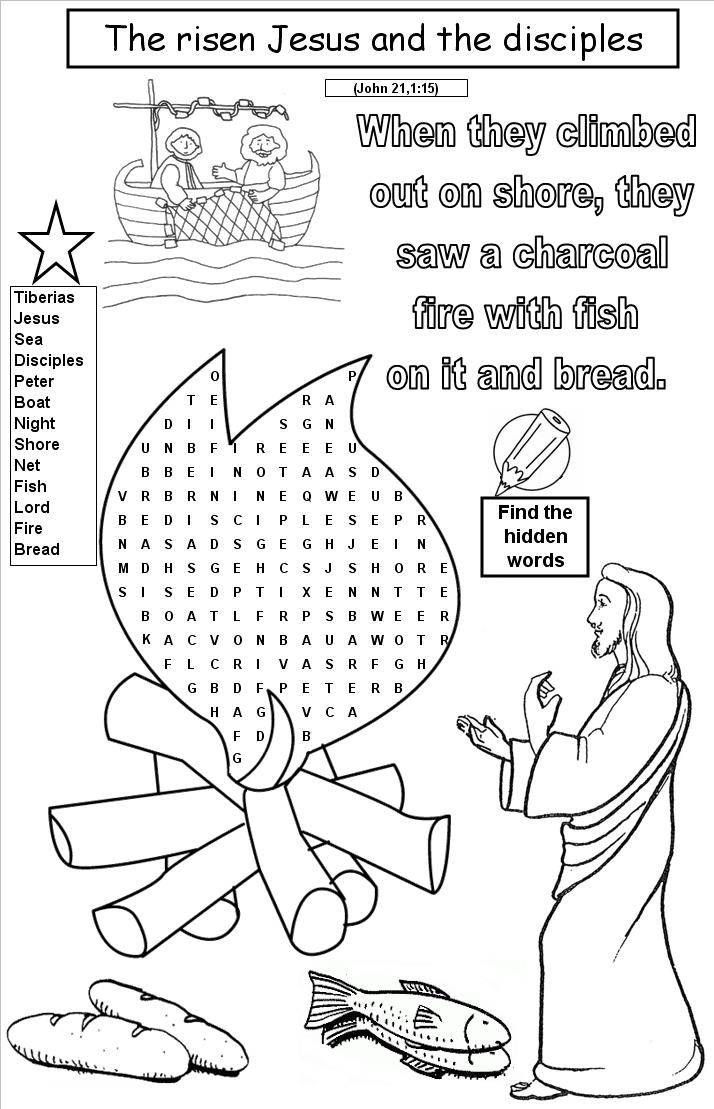 The risen Jesus and the disciples
(John 21,1:15)
When they climbed
out on shore, they
saw a charcoal
fire with fish
on it and bread.
Tiberias
Jesus
Sea
Disciples
Peter
Boat
Night
Shore
Net
Fish
Lord
Fire
Bread
O P
T E R A
D I I S G N
U N B F I R E E E U
B B E I N O T A A S D
V R B R N I N E Q W E U B
B E D I S C I P L E S E P R
N A S A D S G E G H J E I N
M D H S G E H C S J S H O R E
S I S E D P T I X E N N T T E
B O A T L F R P S B W E E R
K A C V O N B A U A W O T R
F L C R I V A S R F G H
G B D F P E T E R B
H A G V C A
F D B
G
Find the
hidden
words